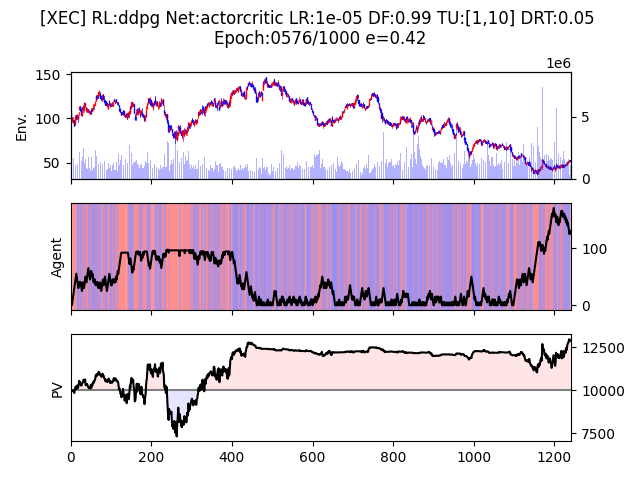 [XEC] RL:ddpg Net:actorcritic LR:1e-05 DF:0.99 TU:[1,10] DRT:0.05
Epoch:0576/1000 e=0.42
1e6
150
100
50
Env.
5
0
Agent
100
0
PV
12500
10000
7500
0 200 400 600 800 1000 1200